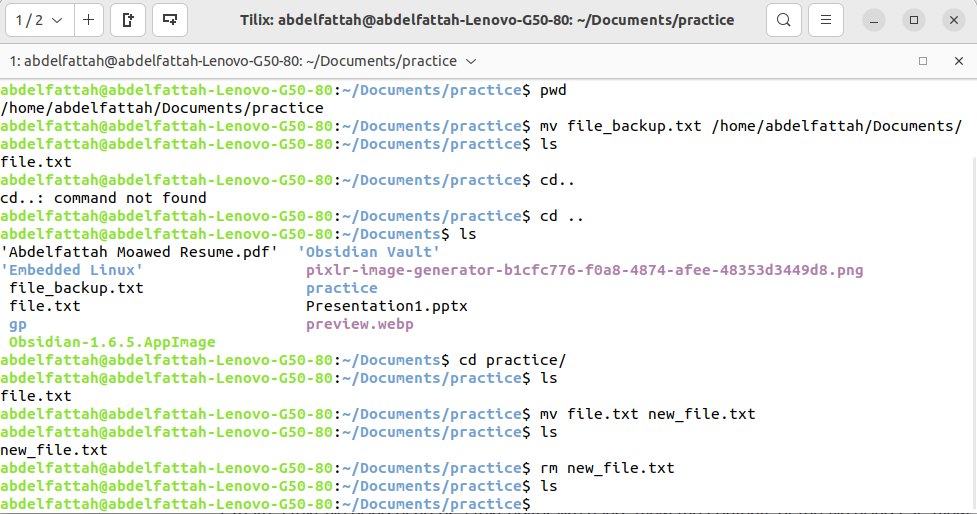 1 / 2
Tilix: abdelfattah@abdelfattah-Lenovo-G50-80: ~/Documents/practice
1: abdelfattah@abdelfattah-Lenovo-G50-80: ~/Documents/practice
abdelfattah@abdelfattah-Lenovo-G50-80:~/Documents/practice$ pwd
/home/abdelfattah/Documents/practice
abdelfattah@abdelfattah-Lenovo-G50-80:~/Documents/practice$ mv file_backup.txt /home/abdelfattah/Documents/
abdelfattah@abdelfattah-Lenovo-G50-80:~/Documents/practice$ ls
file.txt
abdelfattah@abdelfattah-Lenovo-G50-80:~/Documents/practice$ cd..
cd..: command not found
abdelfattah@abdelfattah-Lenovo-G50-80:~/Documents/practice$ cd ..
abdelfattah@abdelfattah-Lenovo-G50-80:~/Documents$ ls
'Abdelfattah Moawed Resume.pdf'  'Obsidian Vault'
'Embedded Linux'                  pixlr-image-generator-b1cfc776-f0a8-4874-afee-48353d3449d8.png
 file_backup.txt                  practice
 file.txt                         Presentation1.pptx
 gp                               preview.webp
 Obsidian-1.6.5.AppImage
abdelfattah@abdelfattah-Lenovo-G50-80:~/Documents$ cd practice/
abdelfattah@abdelfattah-Lenovo-G50-80:~/Documents/practice$ ls
file.txt
abdelfattah@abdelfattah-Lenovo-G50-80:~/Documents/practice$ mv file.txt new_file.txt
abdelfattah@abdelfattah-Lenovo-G50-80:~/Documents/practice$ ls
new_file.txt
abdelfattah@abdelfattah-Lenovo-G50-80:~/Documents/practice$ rm new_file.txt
abdelfattah@abdelfattah-Lenovo-G50-80:~/Documents/practice$ ls
abdelfattah@abdelfattah-Lenovo-G50-80:~/Documents/practice$